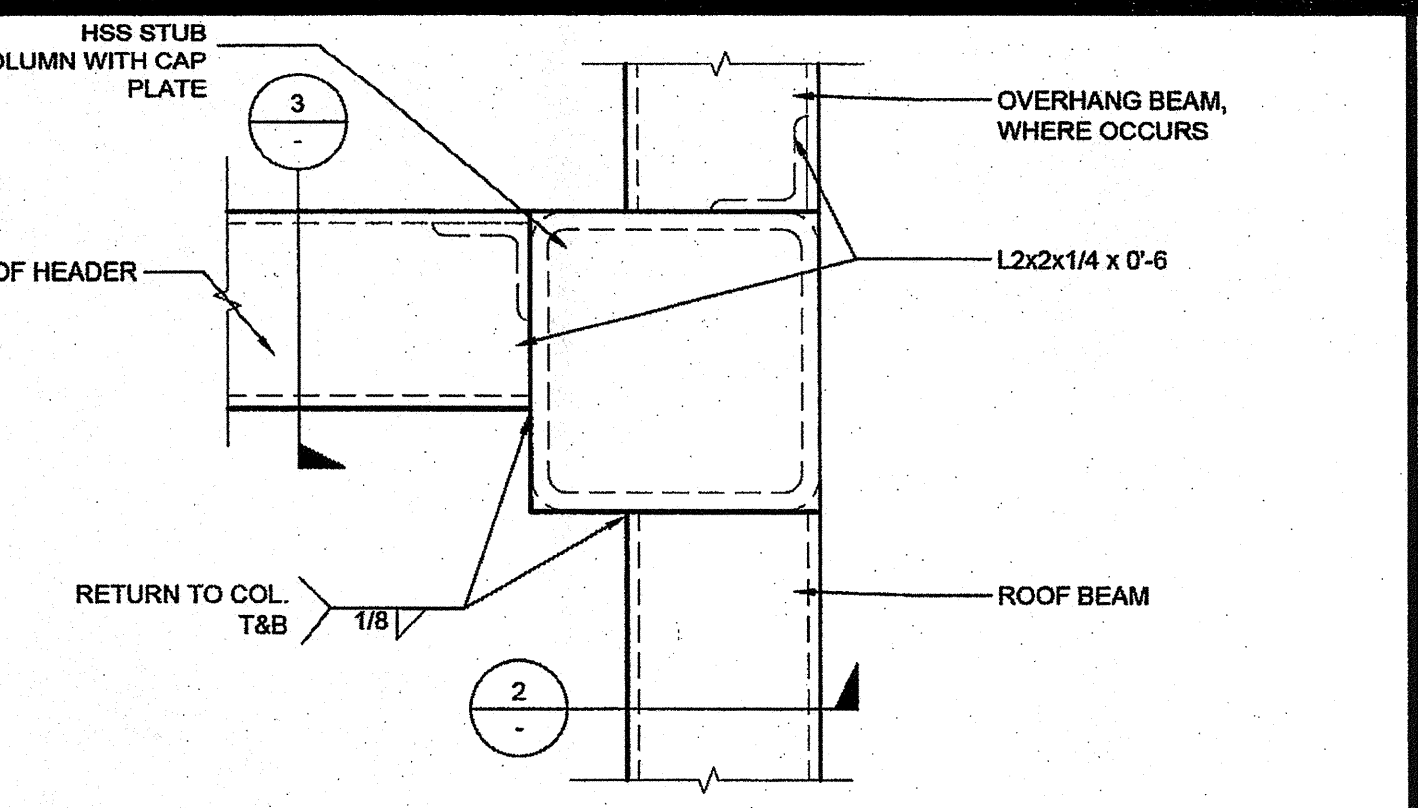 HSS STUB
OLUMN WITH CAP
PLATE
3
-
OVERHANG BEAM,
WHERE OCCURS
OF HEADER
L2x2x1/4 x 0'-6
RETURN TO COL.
T&B
1/8
ROOF BEAM
2
-